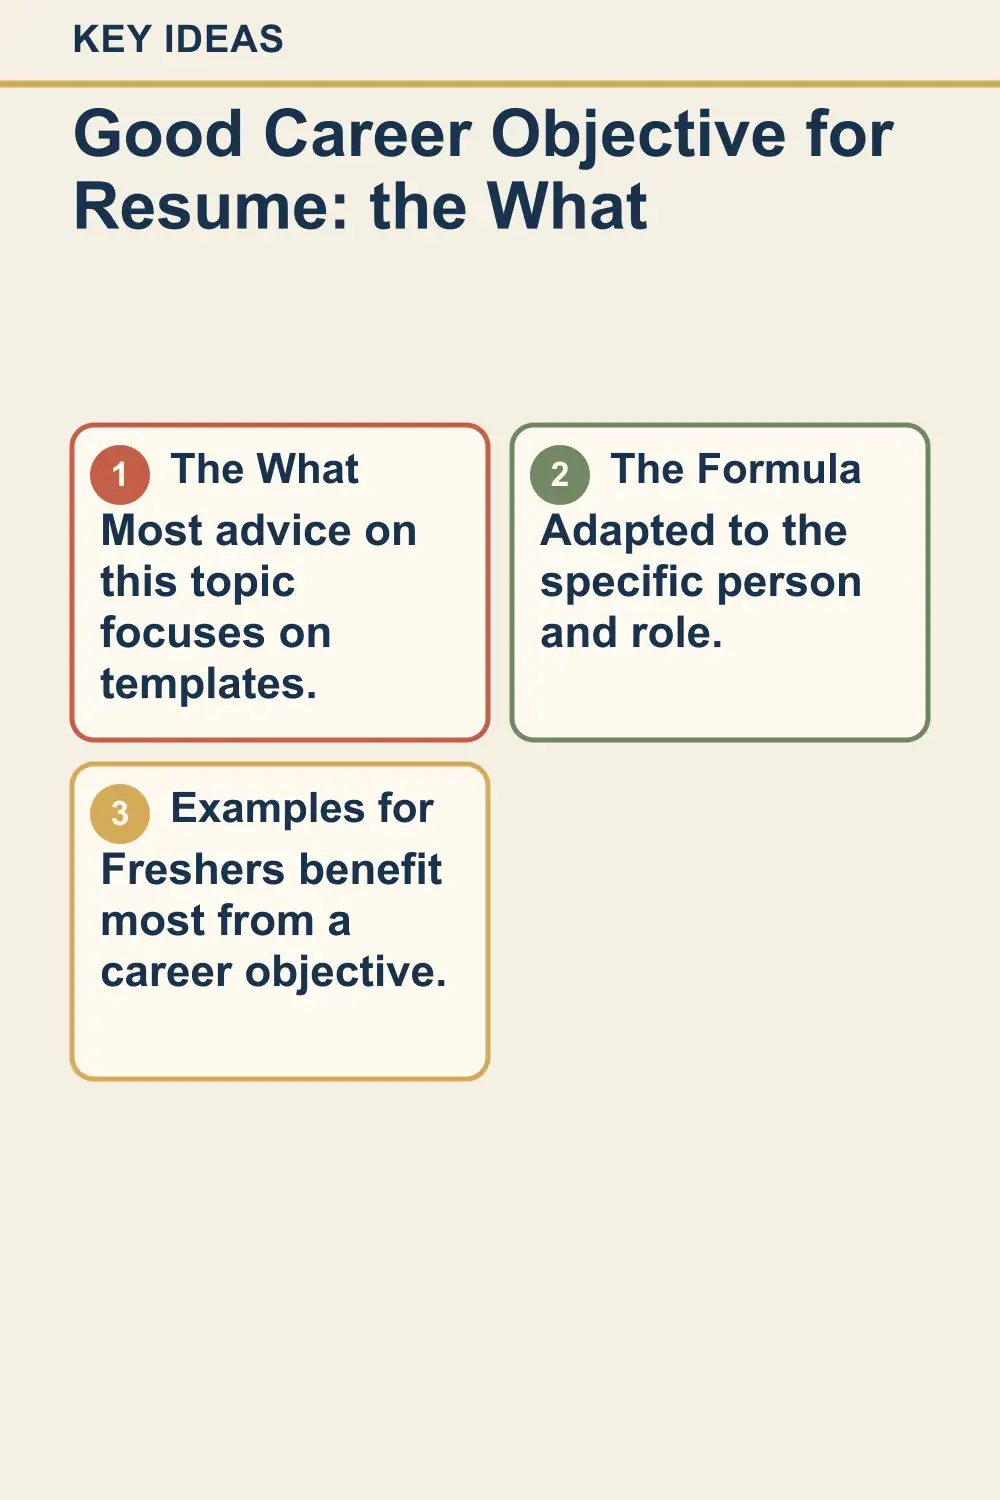 KEY IDEAS
Good Career Objective for
Resume: the What
1 The What
Most advice on
this topic
focuses on
templates.
2 The Formula
Adapted to the
specific person
and role.
3 Examples for
Freshers benefit
most from a
career objective.